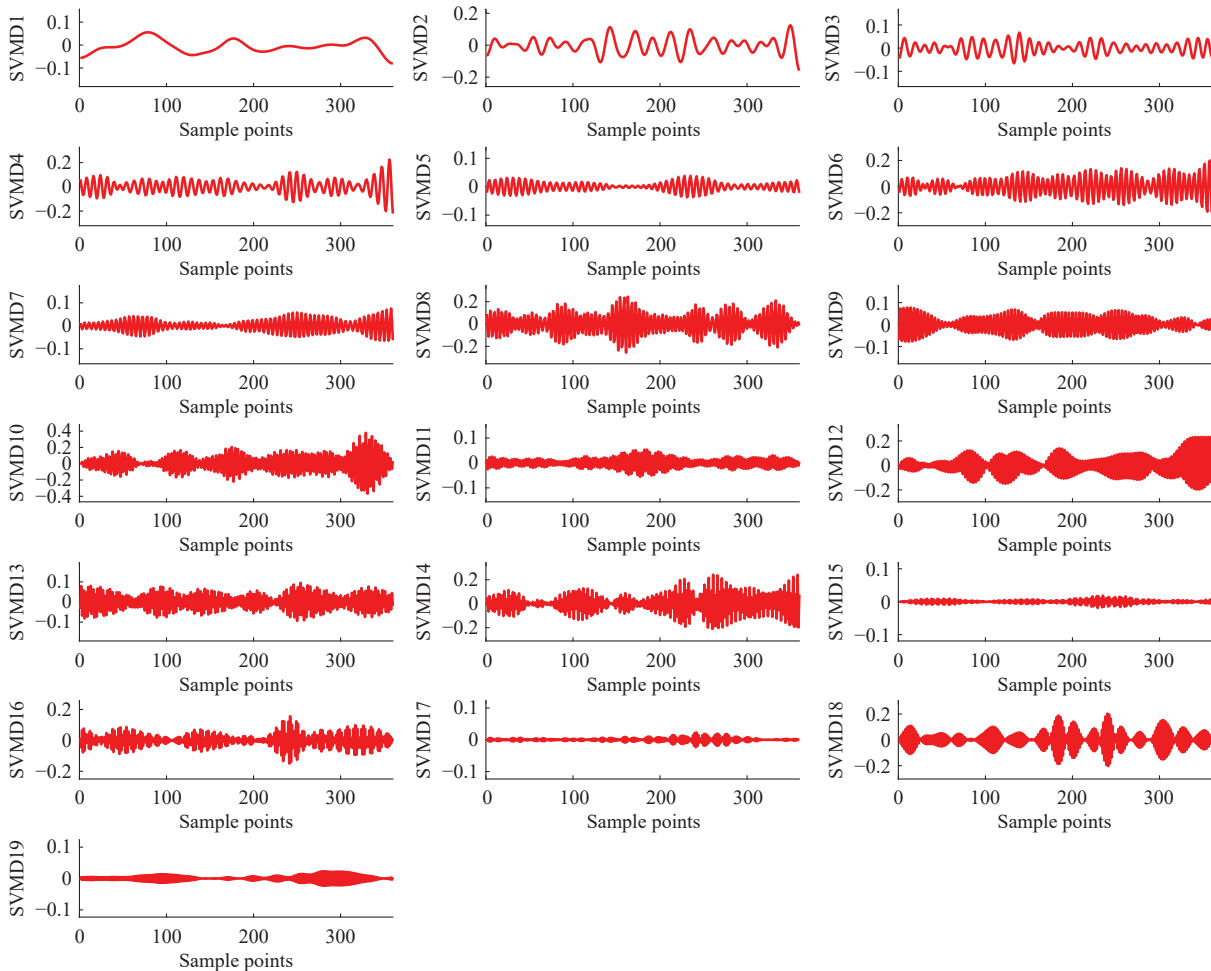 SVMD1
0.1
0
−0.1
0 100 200 300
Sample points
SVMD2
0.2
0
−0.2
0 100 200 300
Sample points
SVMD3
0.1
0
−0.1
0 100 200 300
Sample points
SVMD4
0.2
0
−0.2
0 100 200 300
Sample points
SVMD5
0.1
0
−0.1
0 100 200 300
Sample points
SVMD6
0.2
0
−0.2
0 100 200 300
Sample points
SVMD7
0.1
0
−0.1
0 100 200 300
Sample points
SVMD8
0.2
0
−0.2
0 100 200 300
Sample points
SVMD9
0.1
0
−0.1
0 100 200 300
Sample points
SVMD10
0.4
0.2
0
−0.2
−0.4
0 100 200 300
Sample points
SVMD11
0.1
0
−0.1
0 100 200 300
Sample points
SVMD12
0.2
0
−0.2
0 100 200 300
Sample points
SVMD13
0.1
0
−0.1
0 100 200 300
Sample points
SVMD14
0.2
0
−0.2
0 100 200 300
Sample points
SVMD15
0.1
0
−0.1
0 100 200 300
Sample points
SVMD16
0.2
0
−0.2
0 100 200 300
Sample points
SVMD17
0.1
0
−0.1
0 100 200 300
Sample points
SVMD18
0.2
0
−0.2
0 100 200 300
Sample points
SVMD19
0.1
0
−0.1
0 100 200 300
Sample points